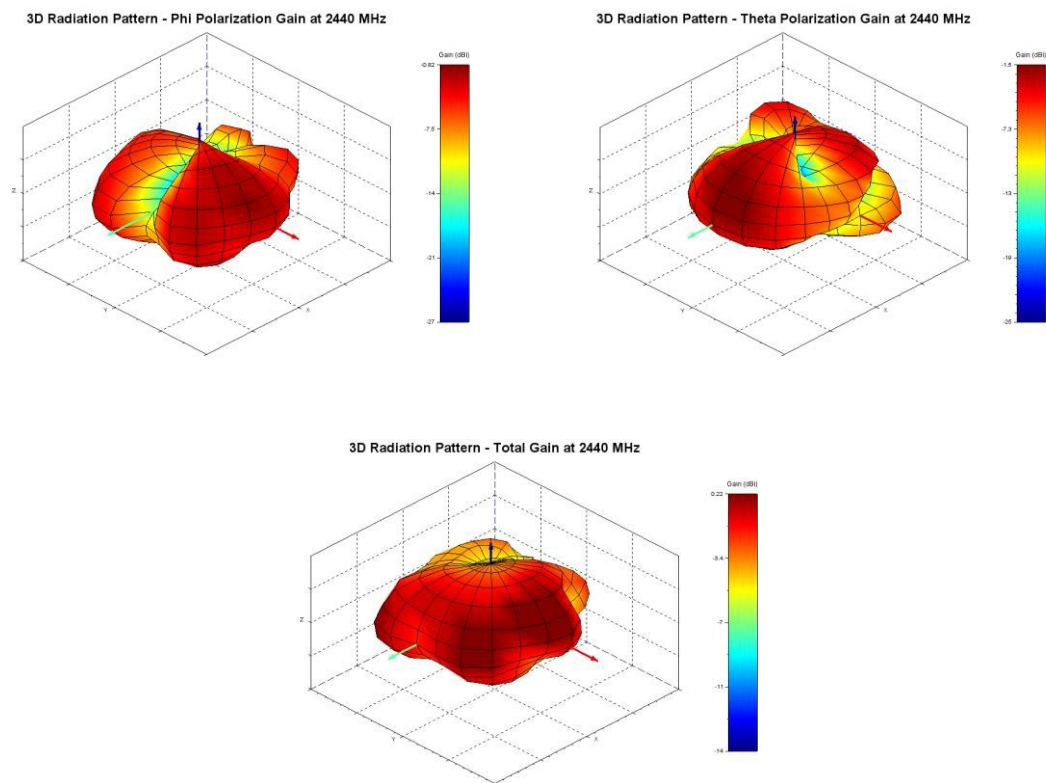 3D Radiation Pattern - Phi Polarization Gain at 2440 MHz
Gain (dBi)
-0.82
-7.5
-14
-21
-27
Z
Y
X
3D Radiation Pattern - Theta Polarization Gain at 2440 MHz
Gain (dBi)
-1.5
-7.3
-13
-19
-25
Z
Y
X
3D Radiation Pattern - Total Gain at 2440 MHz
Gain (dBi)
0.22
-3.4
-7
-11
-14
Z
Y
X